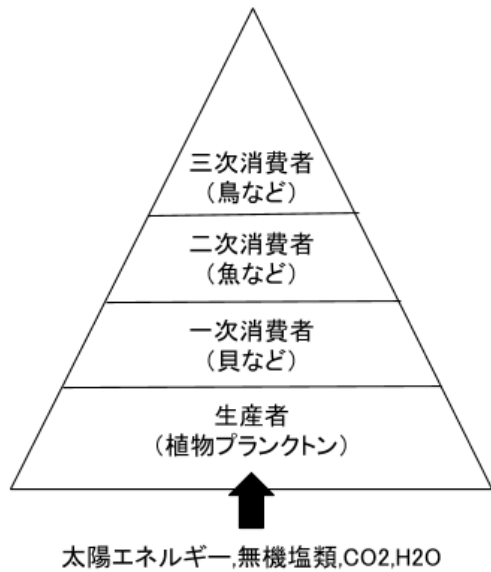 三次消費者
(鳥など)
二次消費者
(魚など)
一次消費者
(貝など)
生産者
(植物プランクトン)
太陽エネルギー,無機塩類,CO2,H2O